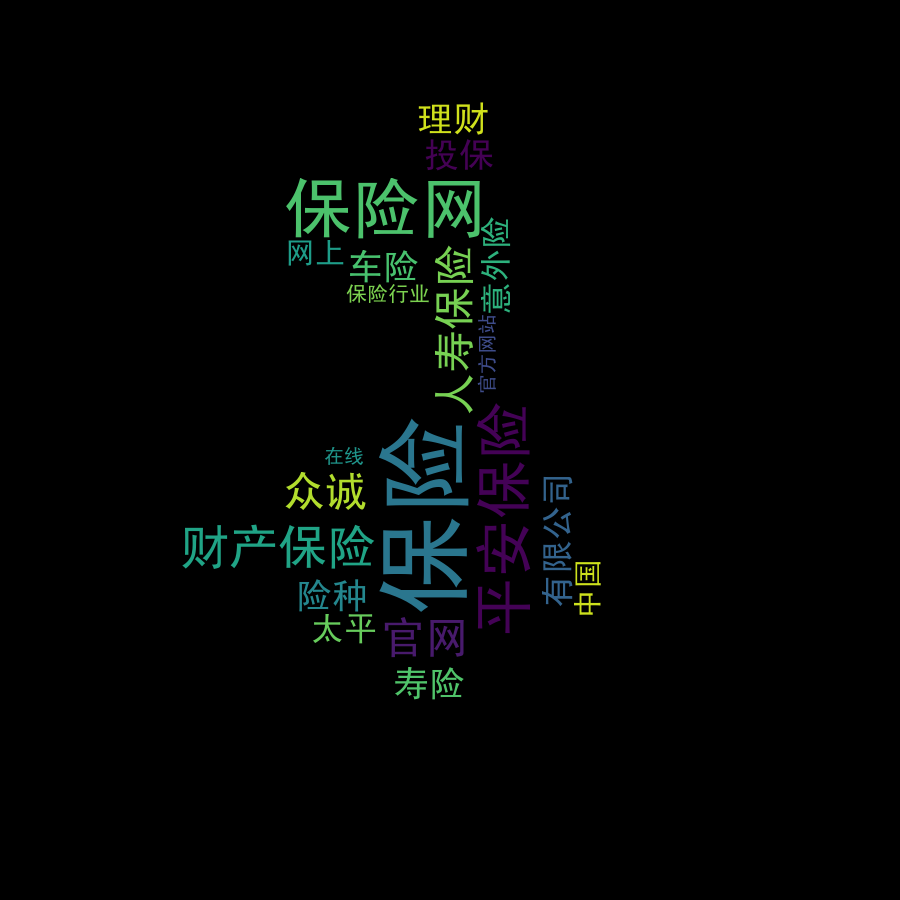 理财
投保
保险网
网上
车险
保险行业
人寿保险
意外险
官方网站
在线
众诚
财产保险
保险
平安保险
有限公司
中国
险种
太平
官网
寿险